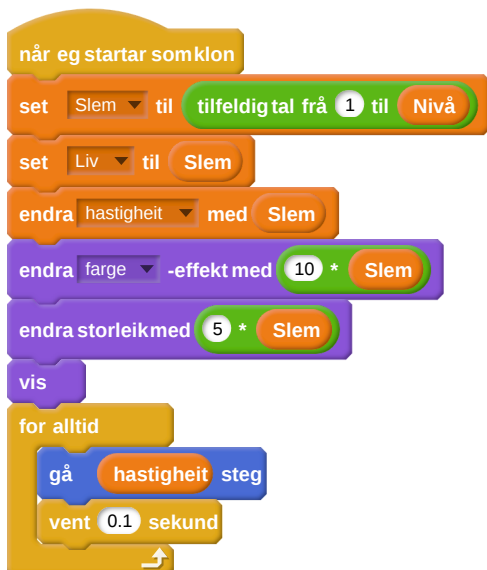 når eg startar som klon
set Slem til tilfeldig tal frå 1 til Nivå
set Liv til Slem
endra hastigheit med Slem
endra farge -effekt med 10 * Slem
endra storleik med 5 * Slem
vis
for alltid
gå hastigheit steg
vent 0.1 sekund